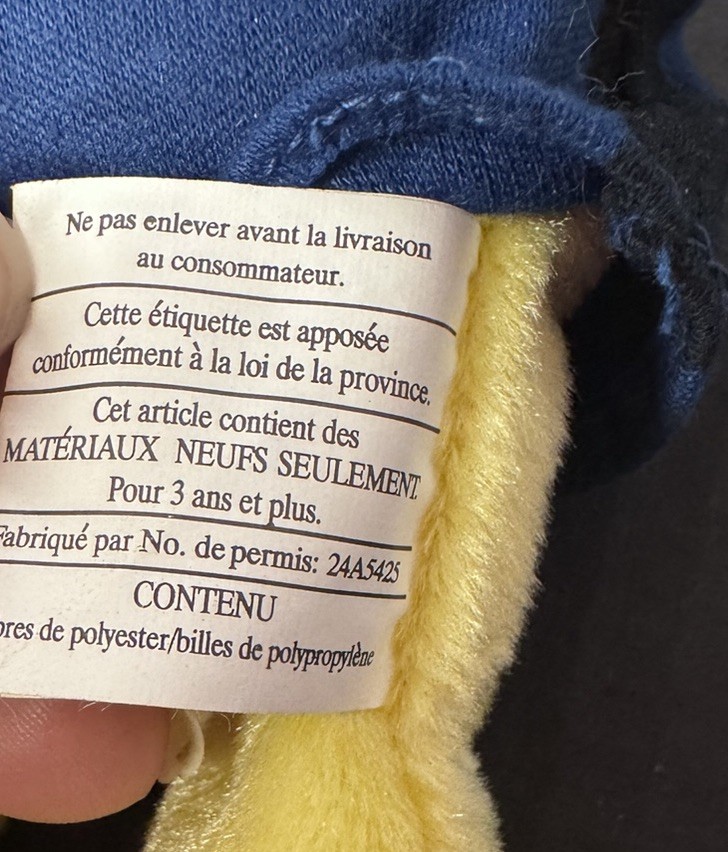 Ne pas enlever avant la livraison
au consommateur.
Cette étiquette est apposée
conformément à la loi de la province.
Cet article contient des
MATÉRIAUX NEUFS SEULEMENT
Pour 3 ans et plus.
Fabriqué par No. de permis: 24A5425
CONTENU
de polyester/billes de polypropylène